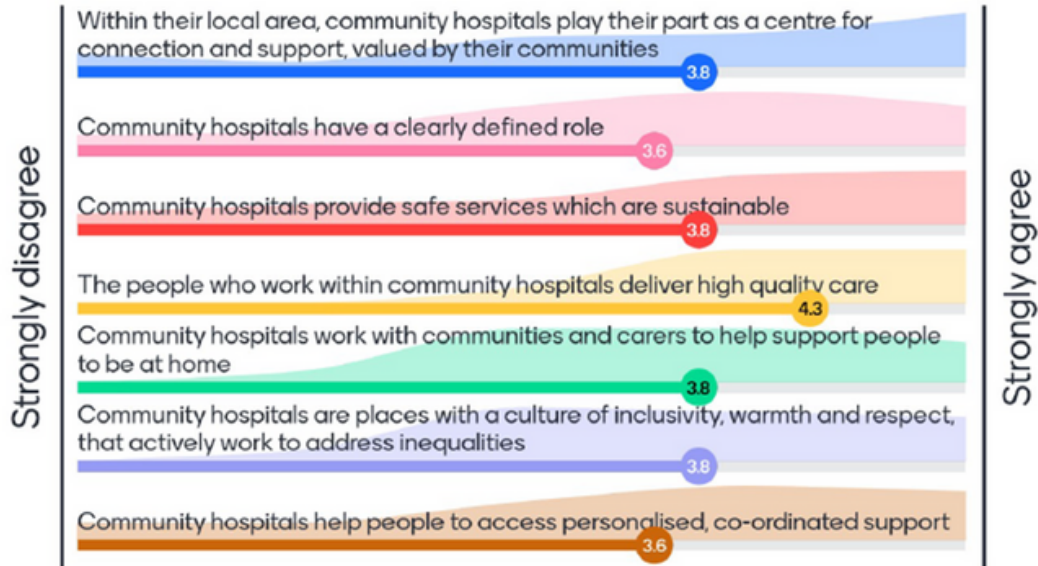 Strongly disagree
Within their local area, community hospitals play their part as a centre for
connection and support, valued by their communities
3.8
Community hospitals have a clearly defined role
3.6
Community hospitals provide safe services which are sustainable
3.8
The people who work within community hospitals deliver high quality care
4.3
Community hospitals work with communities and carers to help support people
to be at home
3.8
Community hospitals are places with a culture of inclusivity, warmth and respect,
that actively work to address inequalities
3.8
Community hospitals help people to access personalised, co-ordinated support
3.6
Strongly agree